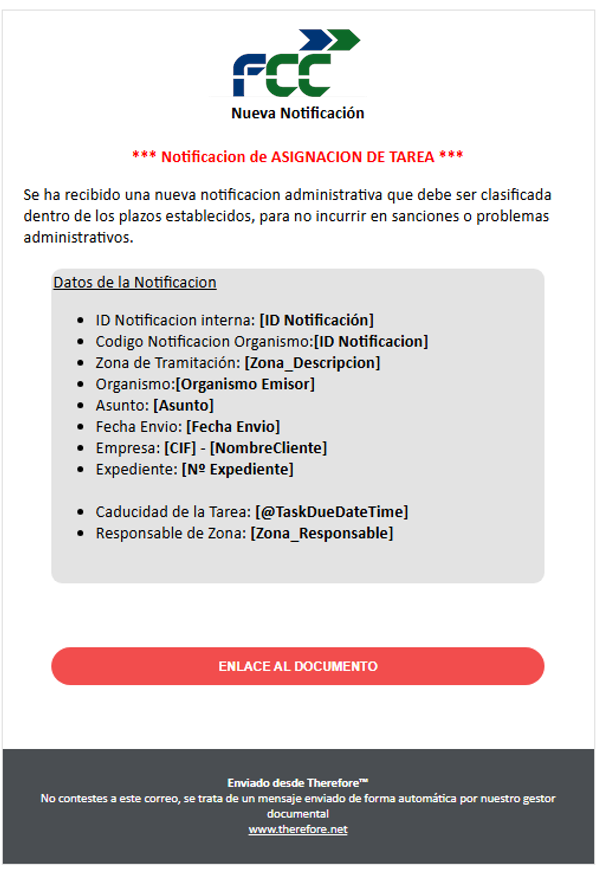 FCC
Nueva Notificación
*** Notificacion de ASIGNACION DE TAREA ***
Se ha recibido una nueva notificacion administrativa que debe ser clasificada
dentro de los plazos establecidos, para no incurrir en sanciones o problemas
administrativos.
Datos de la Notificacion
• ID Notificacion interna: [ID Notificación]
• Codigo Notificacion Organismo:[ID Notificacion]
• Zona de Tramitación: [Zona_Descripcion]
• Organismo:[Organismo Emisor]
• Asunto: [Asunto]
• Fecha Envio: [Fecha Envio]
• Empresa: [CIF] - [NombreCliente]
• Expediente: [Nº Expediente]
• Caducidad de la Tarea: [@TaskDueDateTime]
• Responsable de Zona: [Zona_Responsable]
ENLACE AL DOCUMENTO
Enviado desde Therefore™
No contestes a este correo, se trata de un mensaje enviado de forma automática por nuestro gestor
documental
www.therefore.net